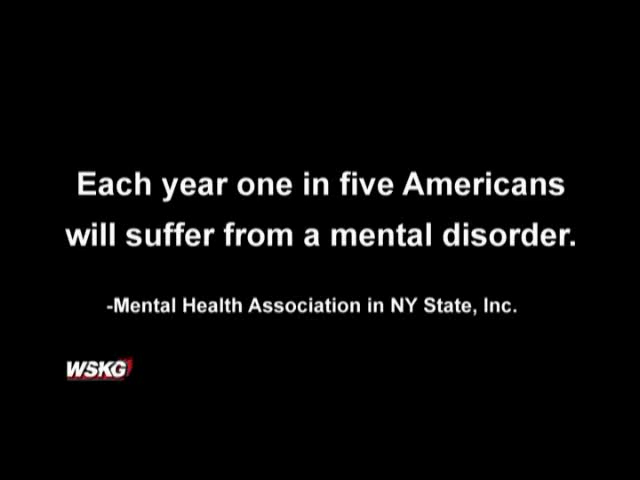 Each year one in five Americans
will suffer from a mental disorder.
-Mental Health Association in NY State, Inc.
WSKG